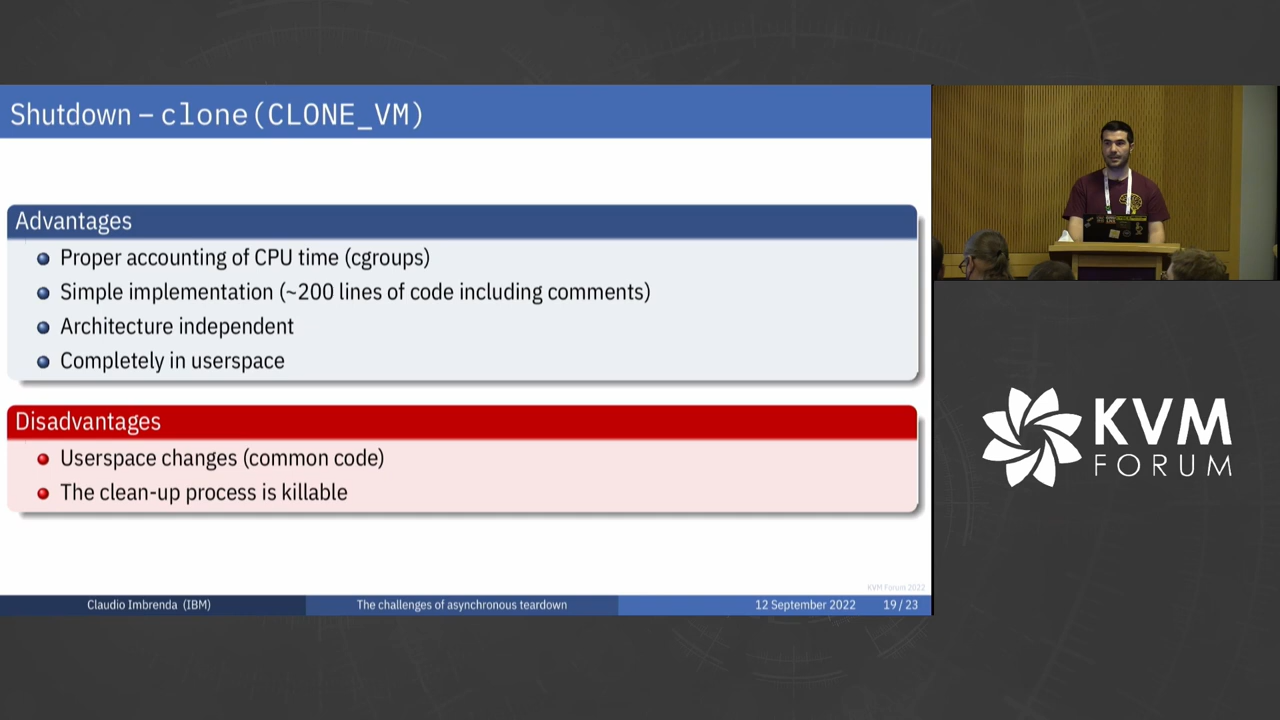 Shutdown – clone(CLONE_VM)
Advantages
Proper accounting of CPU time (cgroups)
Simple implementation (~200 lines of code including comments)
Architecture independent
Completely in userspace
Disadvantages
Userspace changes (common code)
The clean-up process is killable
KVM Forum 2022
Claudio Imbrenda (IBM)
The challenges of asynchronous teardown
12 September 2022
19 / 23
KVM
FORUM